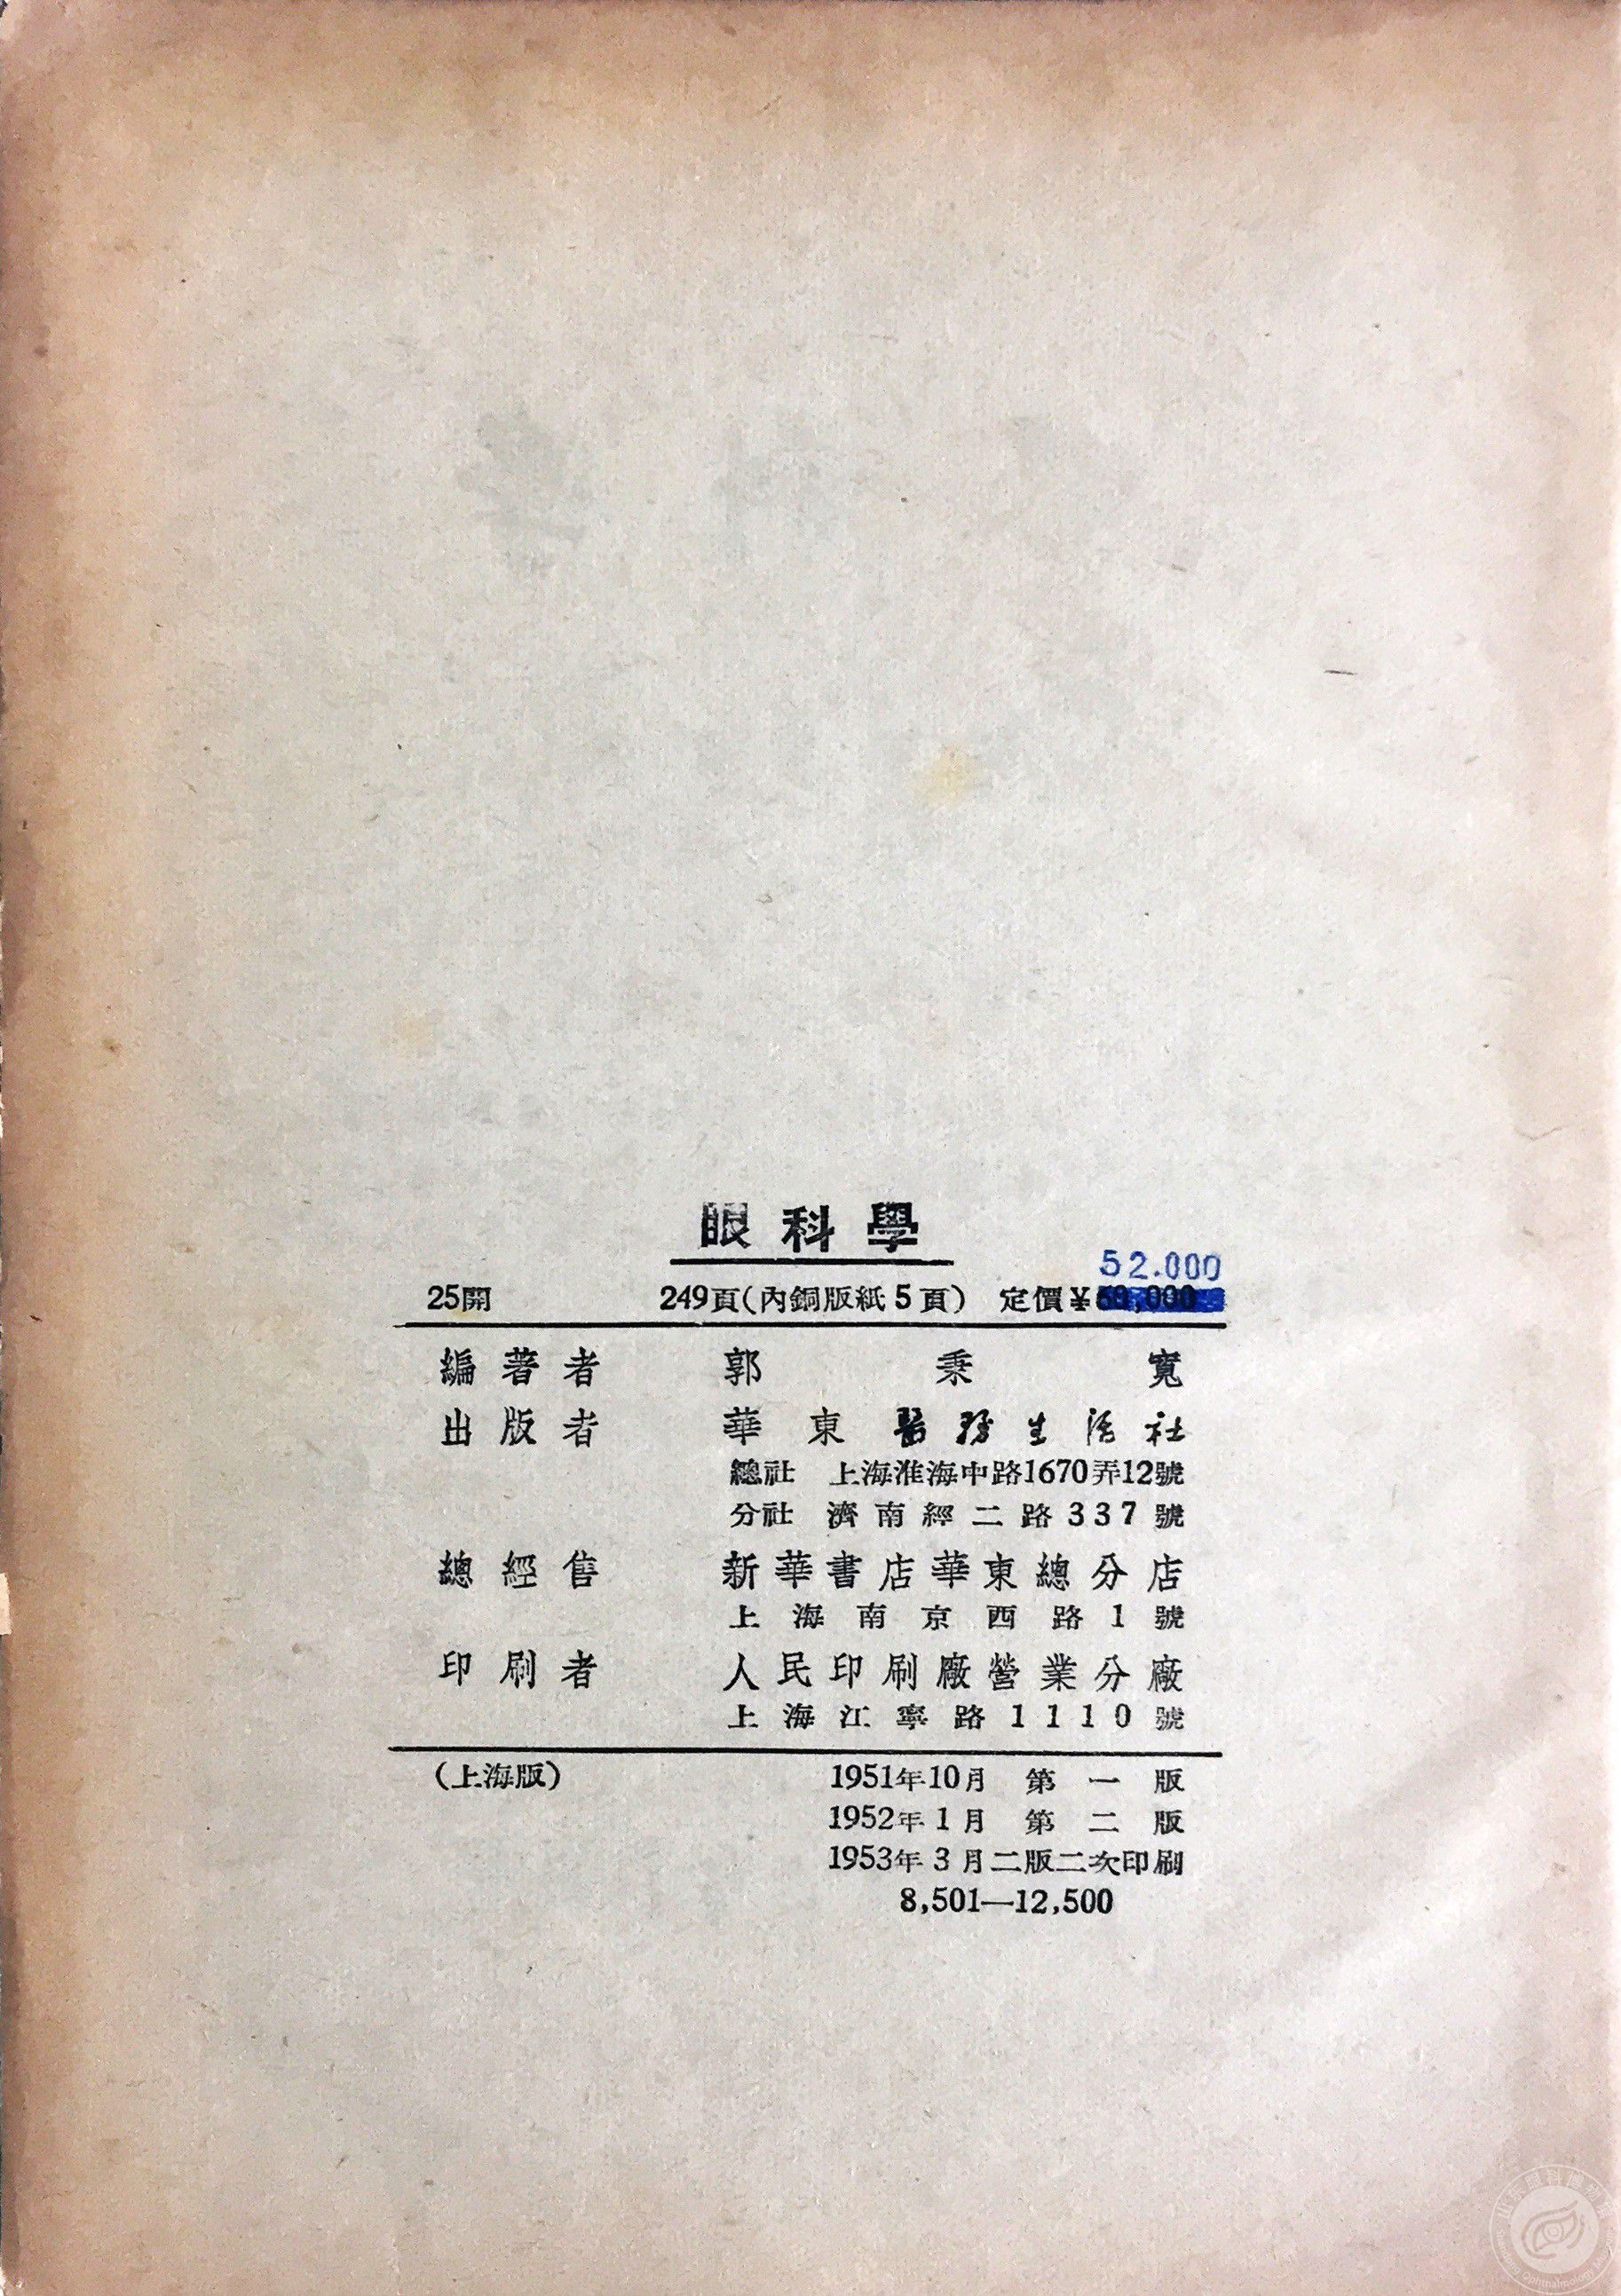 眼科學
52.000
25開 249頁(內銅版紙5頁) 定價¥60,000
編著者 郭秉寬
出版者 華東醫務生活社
總社 上海淮海中路1670弄12號
分社 濟南經二路337號
總經售 新華書店華東總分店
上海南京西路1號
印刷者 人民印刷廠營業分廠
上海江寧路1110號
(上海版) 1951年10月 第一版
1952年1月 第二版
1953年3月二版二次印刷
8,501—12,500